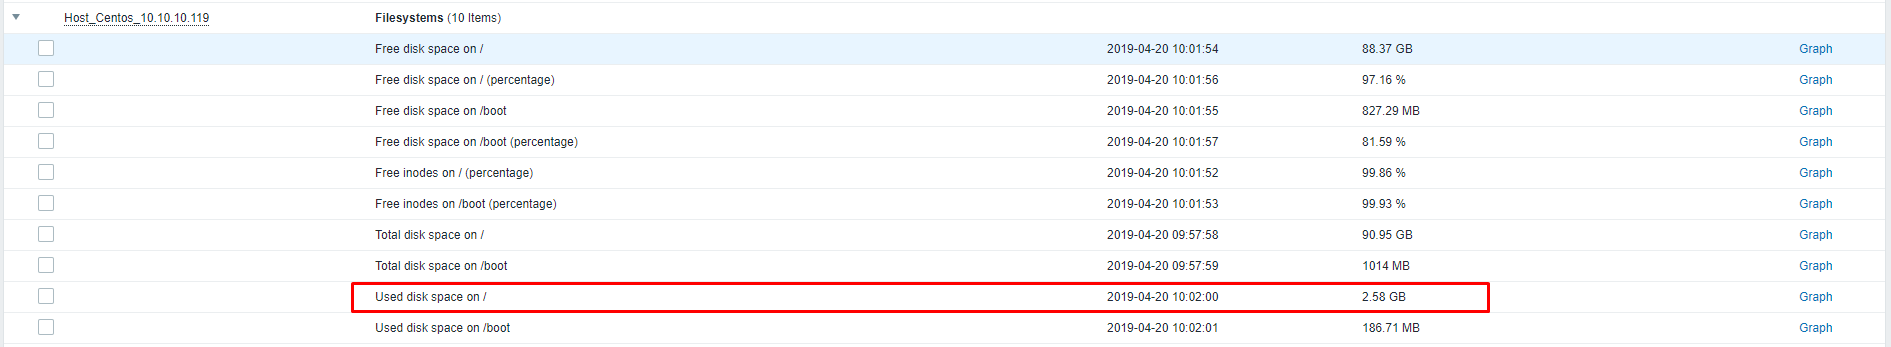 Host_Centos_10.10.10.119 Filesystems (10 Items)
Free disk space on / 2019-04-20 10:01:54 88.37 GB Graph
Free disk space on / (percentage) 2019-04-20 10:01:56 97.16 % Graph
Free disk space on /boot 2019-04-20 10:01:55 827.29 MB Graph
Free disk space on /boot (percentage) 2019-04-20 10:01:57 81.59 % Graph
Free inodes on / (percentage) 2019-04-20 10:01:52 99.86 % Graph
Free inodes on /boot (percentage) 2019-04-20 10:01:53 99.93 % Graph
Total disk space on / 2019-04-20 09:57:58 90.95 GB Graph
Total disk space on /boot 2019-04-20 09:57:59 1014 MB Graph
Used disk space on / 2019-04-20 10:02:00 2.58 GB Graph
Used disk space on /boot 2019-04-20 10:02:01 186.71 MB Graph